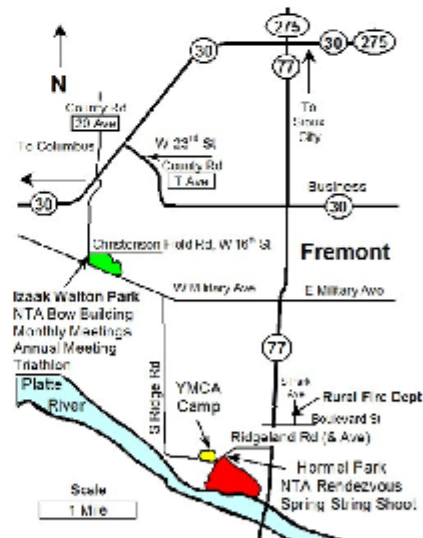 275
30
30
275
77
N
County Rd
20 Ave
To
Sioux
City
To Columbus
W 23rd St
County Rd
T Ave
Business
30
30
Christenson Field Rd, W 16th St
Fremont
Izaak Walton Park
NTA Bow Building
Monthly Meetings
Annual Meeting
Triathlon
W Military Ave
E Military Ave
77
S Ridge Rd
Platte
River
YMCA
Camp
Ave
Rural Fire Dept
Boulevard St
Ridgeland Rd (& Ave)
Hormel Park
NTA Rendezvous
Spring String Shoot
Scale
1 Mile